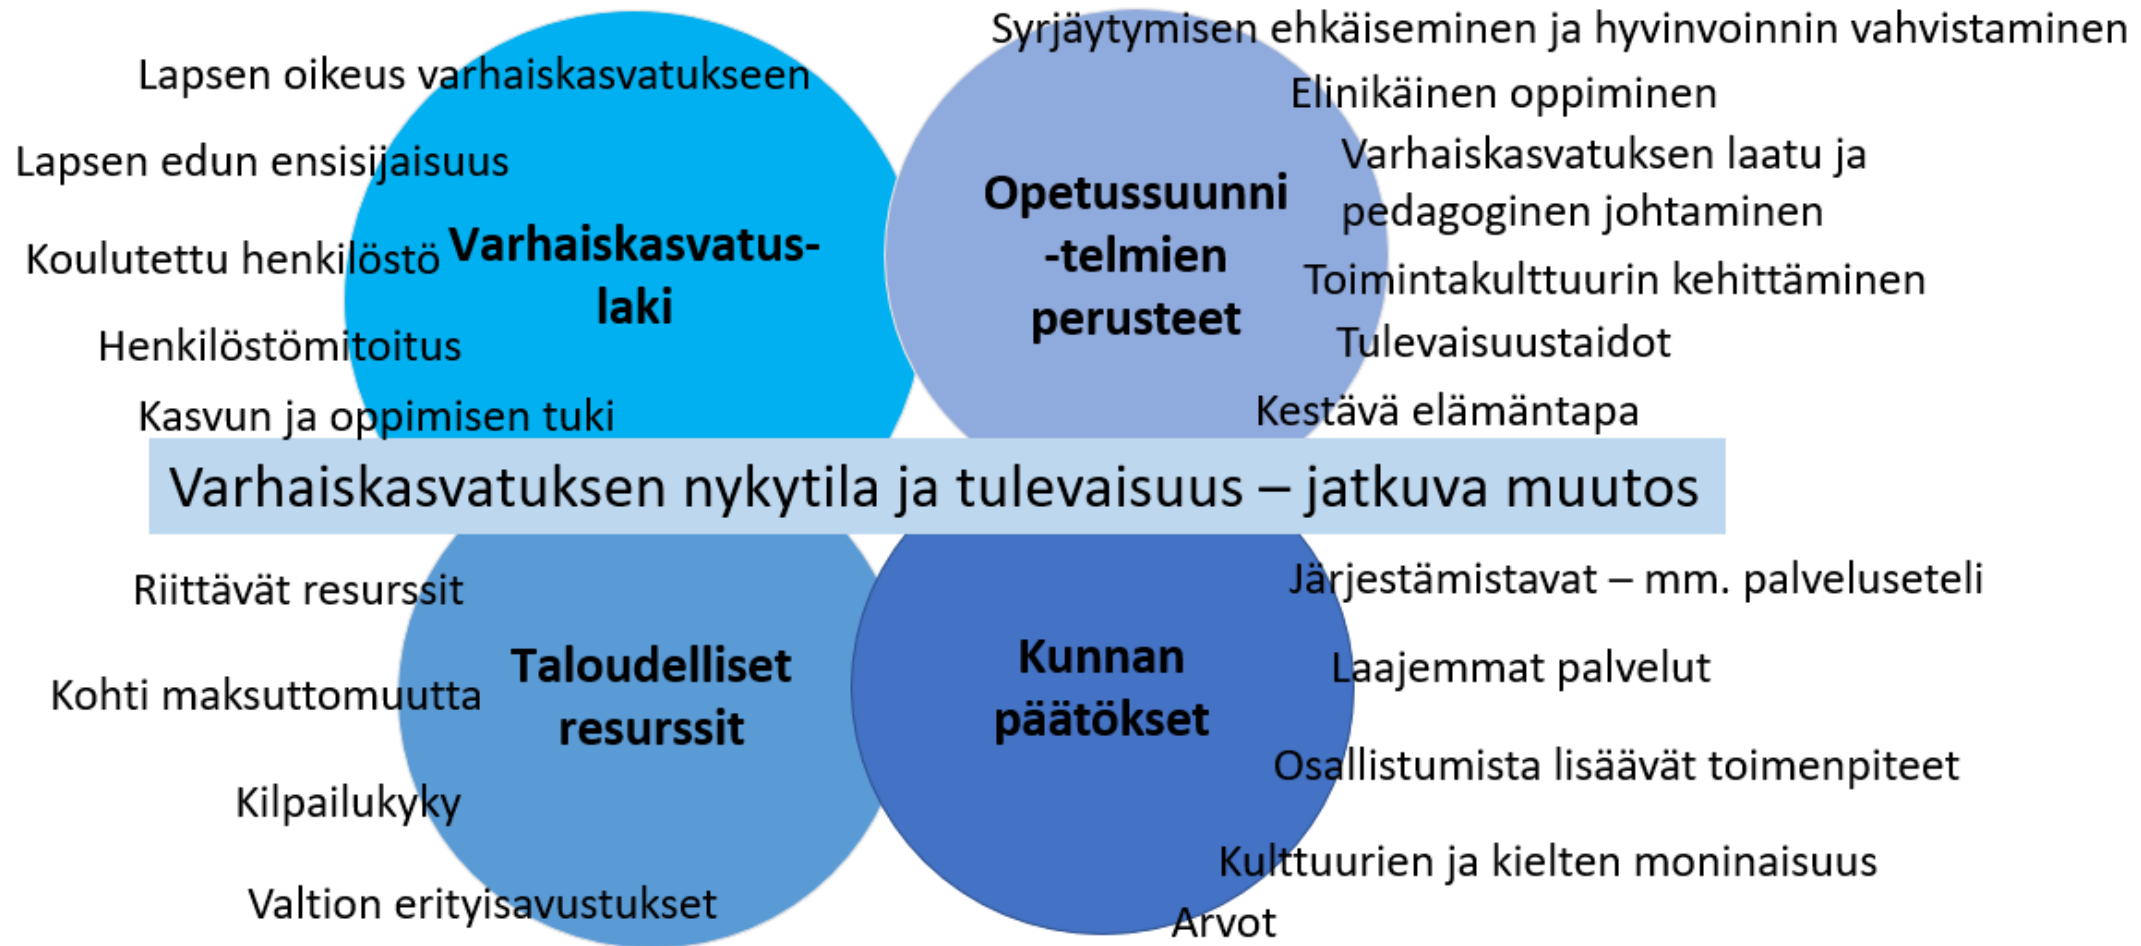 Lapsen oikeus varhaiskasvatukseen
Lapsen edun ensisijaisuus
Koulutettu henkilöstö
Henkilöstömitoitus
Kasvun ja oppimisen tuki
Varhaiskasvatus-
laki
Syrjäytymisen ehkäiseminen ja hyvinvoinnin vahvistaminen
Elinikäinen oppiminen
Varhaiskasvatuksen laatu ja
pedagoginen johtaminen
Toimintakulttuurin kehittäminen
Tulevaisuustaidot
Kestävä elämäntapa
Opetussuunni
-telmien
perusteet
Varhaiskasvatuksen nykytila ja tulevaisuus – jatkuva muutos
Riittävät resurssit
Kohti maksuttomuutta
Kilpailukyky
Valtion erityisavustukset
Taloudelliset
resurssit
Kunnan
päätökset
Järjestämistavat – mm. palveluseteli
Laajemmat palvelut
Osallistumista lisäävät toimenpiteet
Kulttuurien ja kielten moninaisuus
Arvot